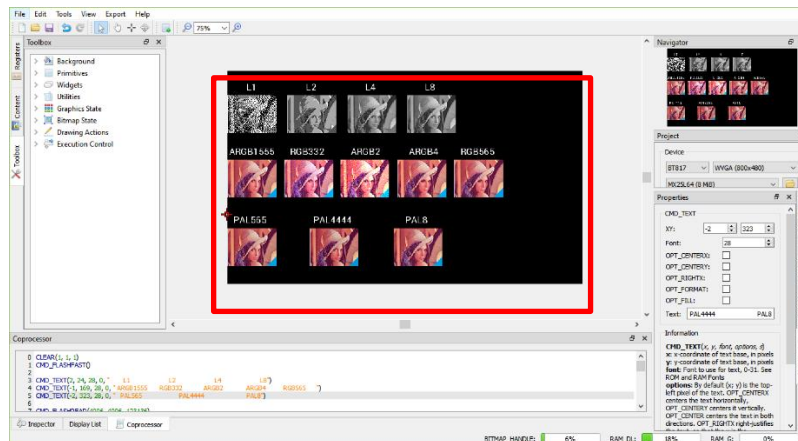 File Edit Tools View Export Help
75%
Registers
Content
Toolbox
Toolbox
Background
Primitives
Widgets
Utilities
Graphics State
Bitmap State
Drawing Actions
Execution Control
L1 L2 L4 L8
ARGB1555 RGB332 ARGB2 ARGB4 RGB565
PAL565 PAL4444 PAL8
Navigator
Project
Device
BT817 WVGA (800x480)
MX25L64 (8 MiB)
Properties
CMD_TEXT
XY: -2 323
Font: 28
OPT_CENTERX:
OPT_CENTERY:
OPT_RIGHTX:
OPT_FORMAT:
OPT_FILL:
Text: PAL4444 PAL8
Information
CMD_TEXT(x, y, font, options, s)
x: x-coordinate of text base, in pixels
y: y-coordinate of text base, in pixels
font: Font to use for text, 0-31. See
ROM and RAM Fonts
options: By default (x; y) is the top-
left pixel of the text. OPT_CENTERX
centers the text horizontally,
OPT_CENTERY centers it vertically.
OPT_CENTER centers the text in both
directions. OPT_RIGHTX right-justifies
Coprocessor
0 CLEAR(1, 1, 1)
1 CMD_FLASHFAST()
2
3 CMD_TEXT(2, 24, 28, 0, " L1 L2 L4 L8")
4 CMD_TEXT(-1, 169, 28, 0, " ARGB1555 RGB332 ARGB2 ARGB4 RGB565 ")
5 CMD_TEXT(-2, 323, 28, 0, " PAL565 PAL4444 PAL8")
6
Inspector Display List Coprocessor
BITMAP_HANDLE: 6% RAM_DL: 18% RAM_G: 0%